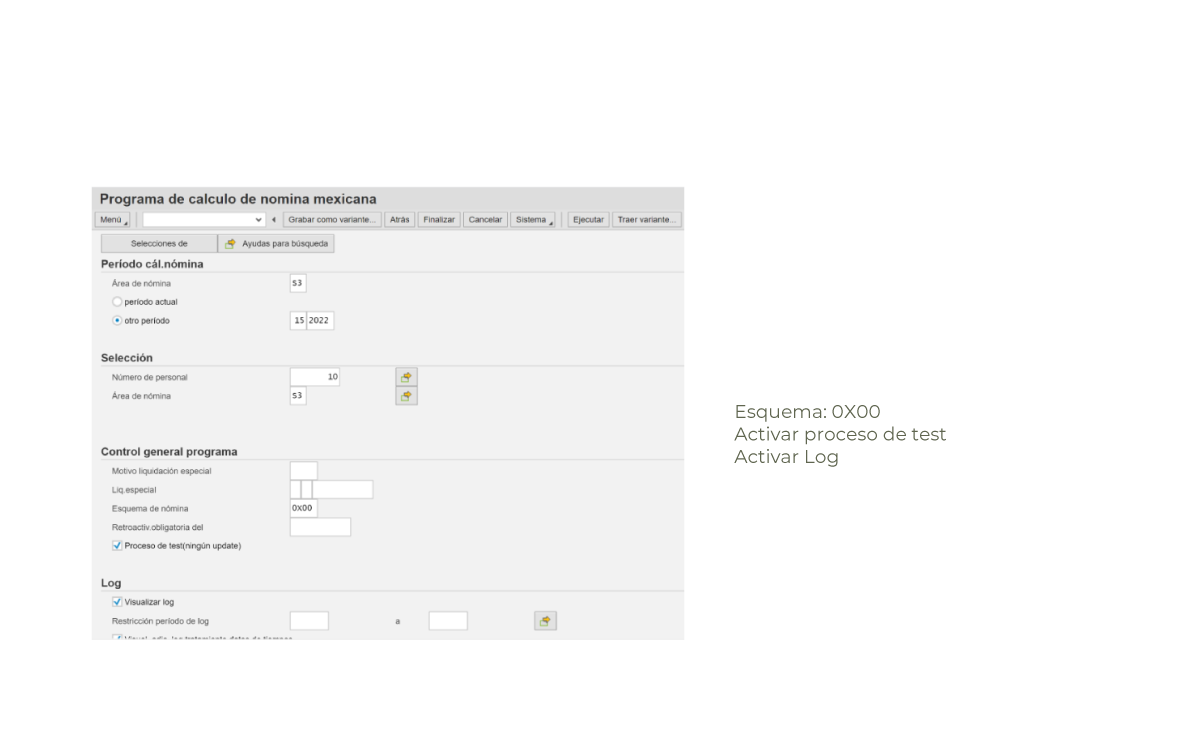 Programa de calculo de nomina mexicana
Menú Grabar como variante... Atrás Finalizar Cancelar Sistema Ejecutar Traer variante...
Selecciones de Ayudas para búsqueda
Período cál.nómina
Área de nómina S3
período actual
otro período 15 2022
Selección
Número de personal 10
Área de nómina S3
Control general programa
Motivo liquidación especial
Liq.especial
Esquema de nómina 0X00
Retroactiv.obligatoria del
Proceso de test(ningún update)
Log
Visualizar log
Restricción período de log a
Esquema: 0X00
Activar proceso de test
Activar Log